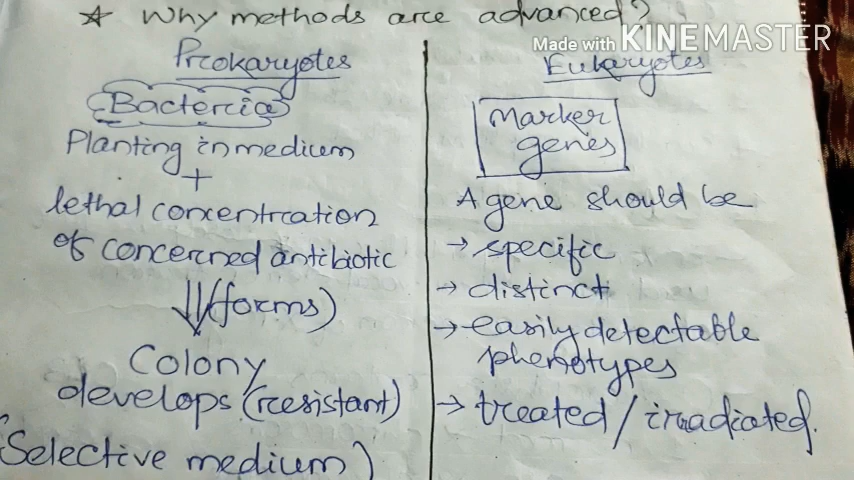 * Why methods are advanced?
Made with KINEMASTER
Prokaryotes
Bacteria
Planting in medium
+
lethal concentration
of concerned antibiotic
⇓ (forms)
Colony
develops (resistant)
(Selective medium)
Eukaryotes
Marker
genes
A gene should be
→ specific
→ distinct
→ easily detectable
phenotypes
→ treated / irradiated.